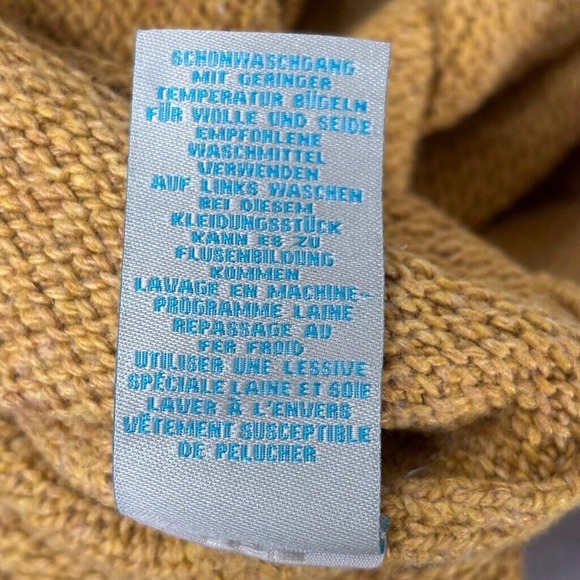 SCHONWASCHGANG
MIT GERINGER
TEMPERATUR BÜGELN
FÜR WOLLE UND SEIDE
EMPFOHLENE
WASCHMITTEL
VERWENDEN
AUF LINKS WASCHEN
BEI DIESEM
KLEIDUNGSSTÜCK
KANN ES ZU
FLUSENBILDUNG
KOMMEN
LAVAGE EN MACHINE-
PROGRAMME LAINE
REPASSAGE AU
FER FROID
UTILISER UNE LESSIVE
SPÉCIALE LAINE ET SOIE
LAVER À L'ENVERS
VÊTEMENT SUSCEPTIBLE
DE PELUCHER